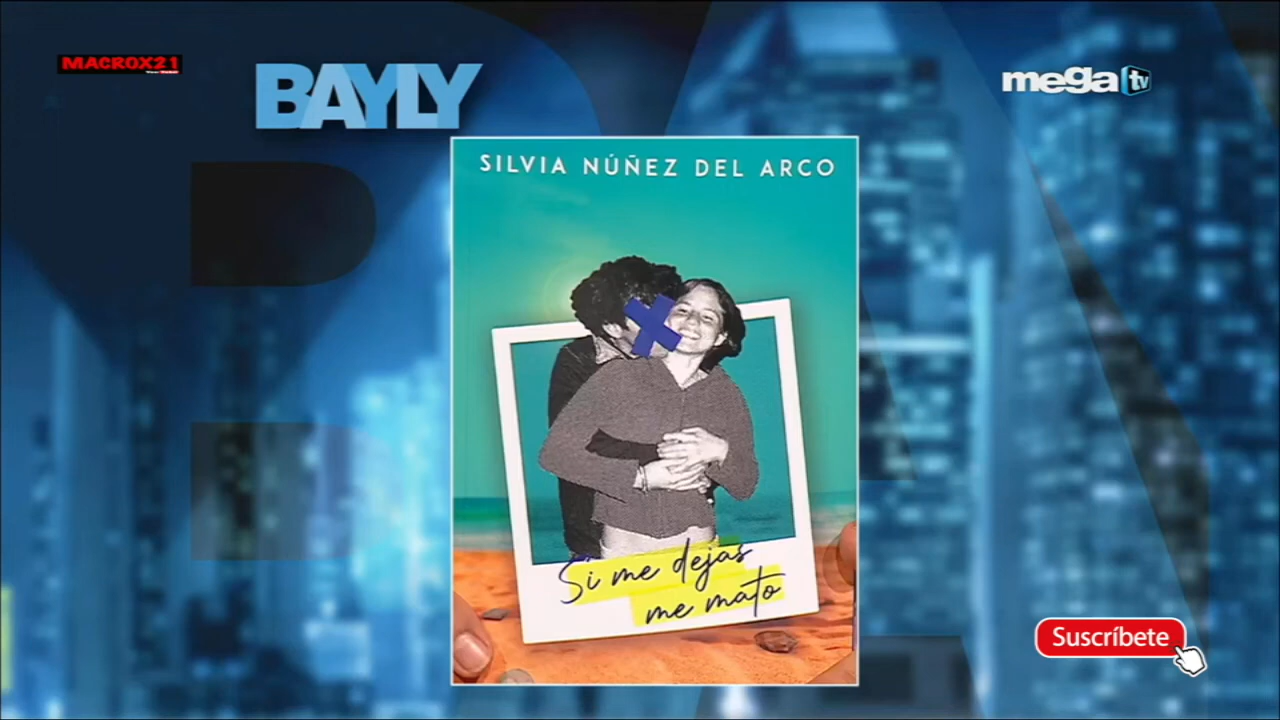 MACROX21
BAYLY
mega tv
SILVIA NÚÑEZ DEL ARCO
Si me dejas
me mato
Suscríbete